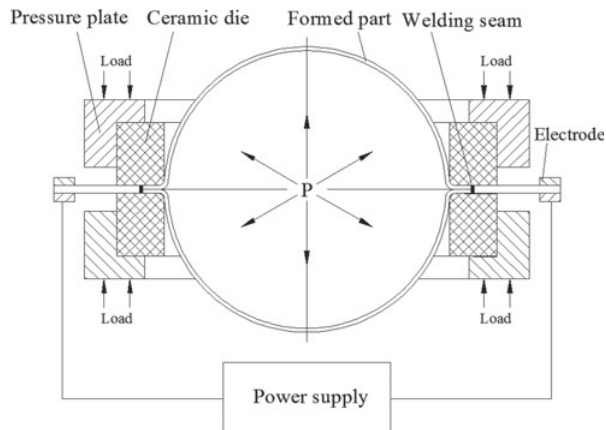 Pressure plate
Ceramic die
Formed part
Welding seam
Load
Load
Electrode
P
Load
Load
Power supply